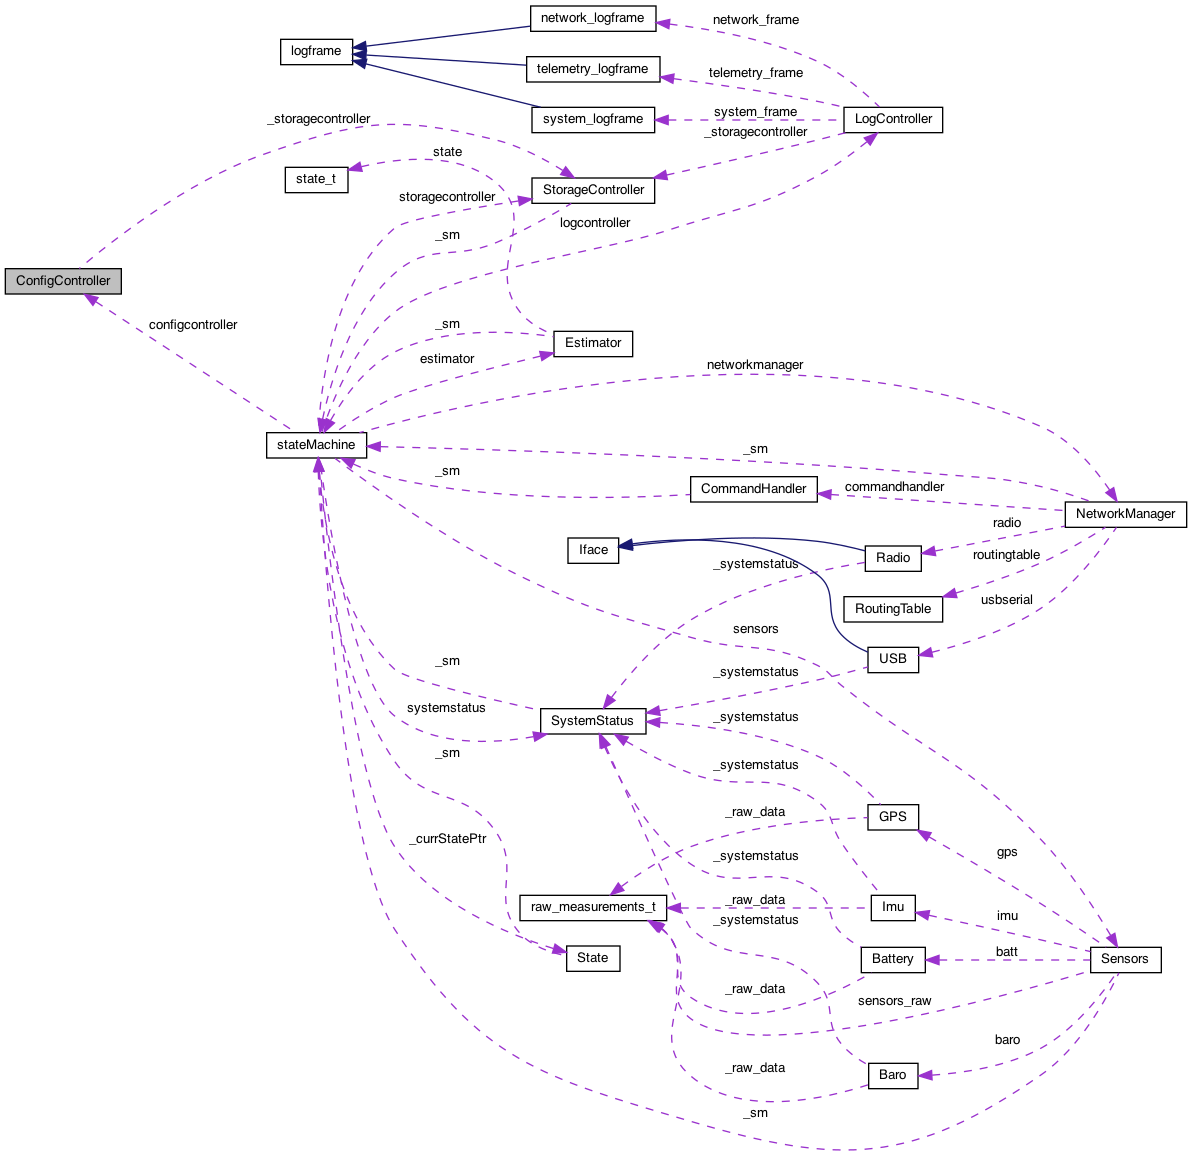 network_logframe
network_frame
logframe
telemetry_logframe
telemetry_frame
system_logframe
system_frame
LogController
_storagecontroller
_storagecontroller
state
state_t
StorageController
storagecontroller
logcontroller
_sm
ConfigController
configcontroller
_sm
Estimator
estimator
networkmanager
stateMachine
_sm
_sm
CommandHandler
commandhandler
NetworkManager
radio
Iface
Radio
routingtable
_systemstatus
usbserial
RoutingTable
sensors
USB
_sm
_systemstatus
systemstatus
SystemStatus
_systemstatus
_sm
_systemstatus
_raw_data
GPS
_currStatePtr
gps
_systemstatus
_raw_data
raw_measurements_t
Imu
imu
_systemstatus
State
Battery
batt
Sensors
_raw_data
sensors_raw
baro
_raw_data
Baro
_sm